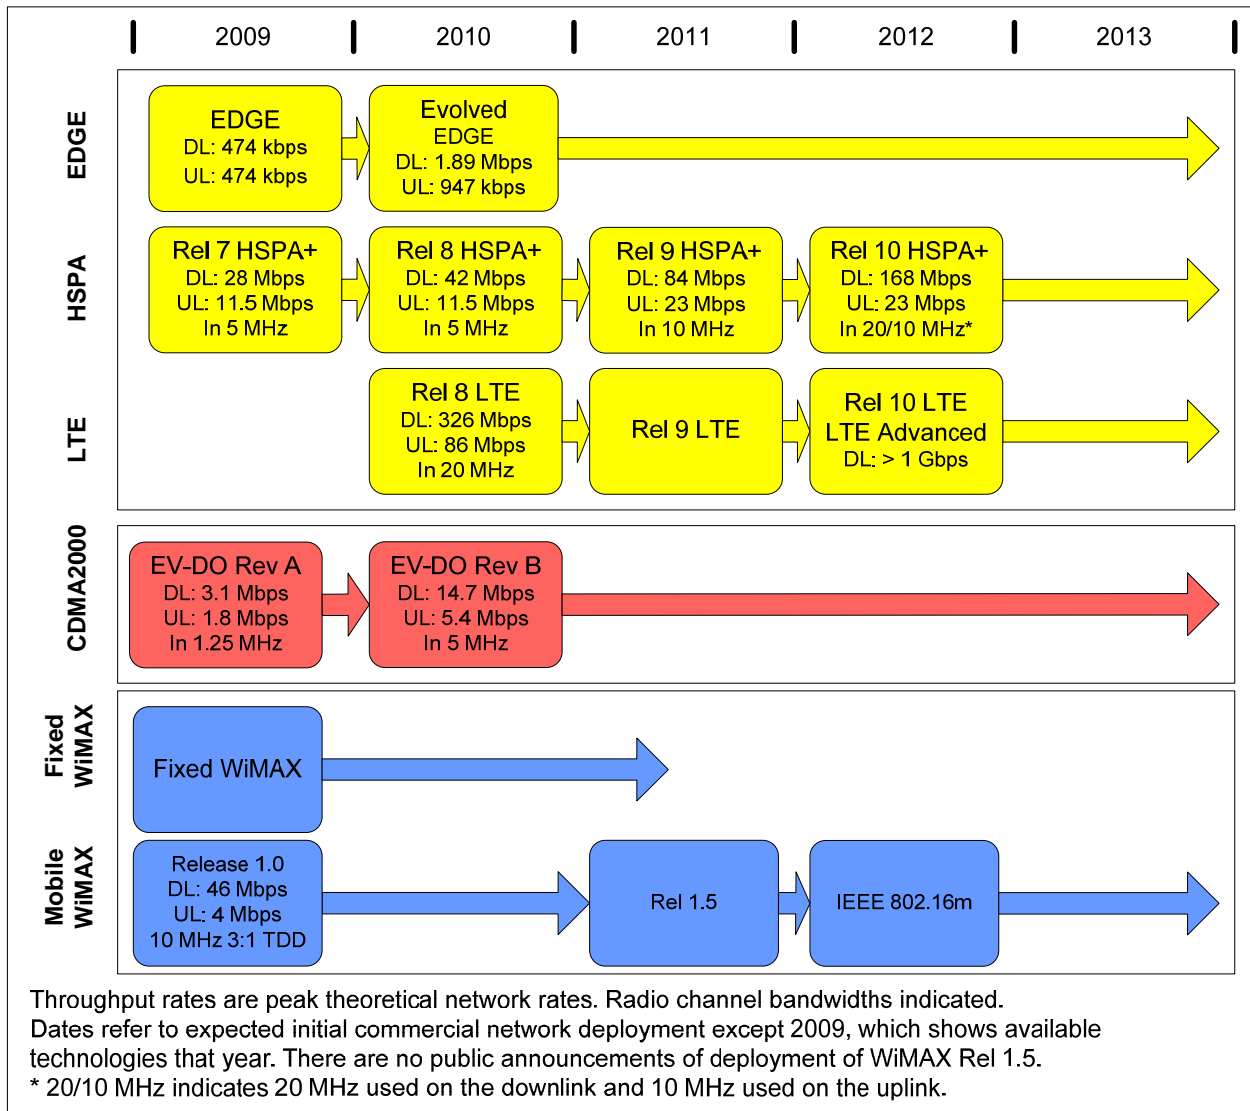 2009 2010 2011 2012 2013
EDGE
EDGE
DL: 474 kbps
UL: 474 kbps
Evolved
EDGE
DL: 1.89 Mbps
UL: 947 kbps
HSPA
Rel 7 HSPA+
DL: 28 Mbps
UL: 11.5 Mbps
In 5 MHz
Rel 8 HSPA+
DL: 42 Mbps
UL: 11.5 Mbps
In 5 MHz
Rel 9 HSPA+
DL: 84 Mbps
UL: 23 Mbps
In 10 MHz
Rel 10 HSPA+
DL: 168 Mbps
UL: 23 Mbps
In 20/10 MHz*
LTE
Rel 8 LTE
DL: 326 Mbps
UL: 86 Mbps
In 20 MHz
Rel 9 LTE
Rel 10 LTE
LTE Advanced
DL: > 1 Gbps
CDMA2000
EV-DO Rev A
DL: 3.1 Mbps
UL: 1.8 Mbps
In 1.25 MHz
EV-DO Rev B
DL: 14.7 Mbps
UL: 5.4 Mbps
In 5 MHz
Fixed
WiMAX
Fixed WiMAX
Mobile
WiMAX
Release 1.0
DL: 46 Mbps
UL: 4 Mbps
10 MHz 3:1 TDD
Rel 1.5
IEEE 802.16m
Throughput rates are peak theoretical network rates. Radio channel bandwidths indicated.
Dates refer to expected initial commercial network deployment except 2009, which shows available
technologies that year. There are no public announcements of deployment of WiMAX Rel 1.5.
* 20/10 MHz indicates 20 MHz used on the downlink and 10 MHz used on the uplink.